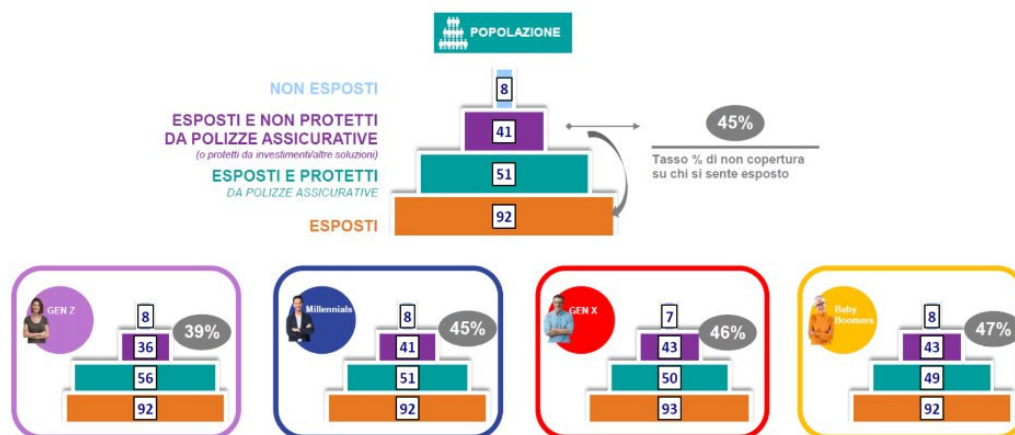 POPOLAZIONE
NON ESPOSTI
8
ESPOSTI E NON PROTETTI
DA POLIZZE ASSICURATIVE
(o protetti da investimenti/altre soluzioni)
41
45%
Tasso % di non copertura
su chi si sente esposto
ESPOSTI E PROTETTI
DA POLIZZE ASSICURATIVE
51
ESPOSTI
92
GEN Z
8
39%
36
56
92
Millennials
8
45%
41
51
92
GEN X
7
46%
43
50
93
Baby
Boomers
8
47%
43
49
92